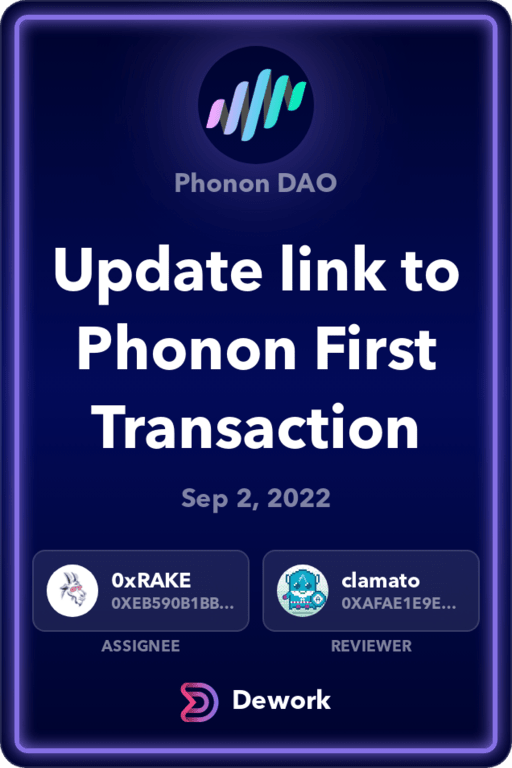 Phonon DAO
Update link to
Phonon First
Transaction
Sep 2, 2022
0xRAKE
0XEB590B1BB...
ASSIGNEE
clamato
0XAFAE1E9E...
REVIEWER
Dework